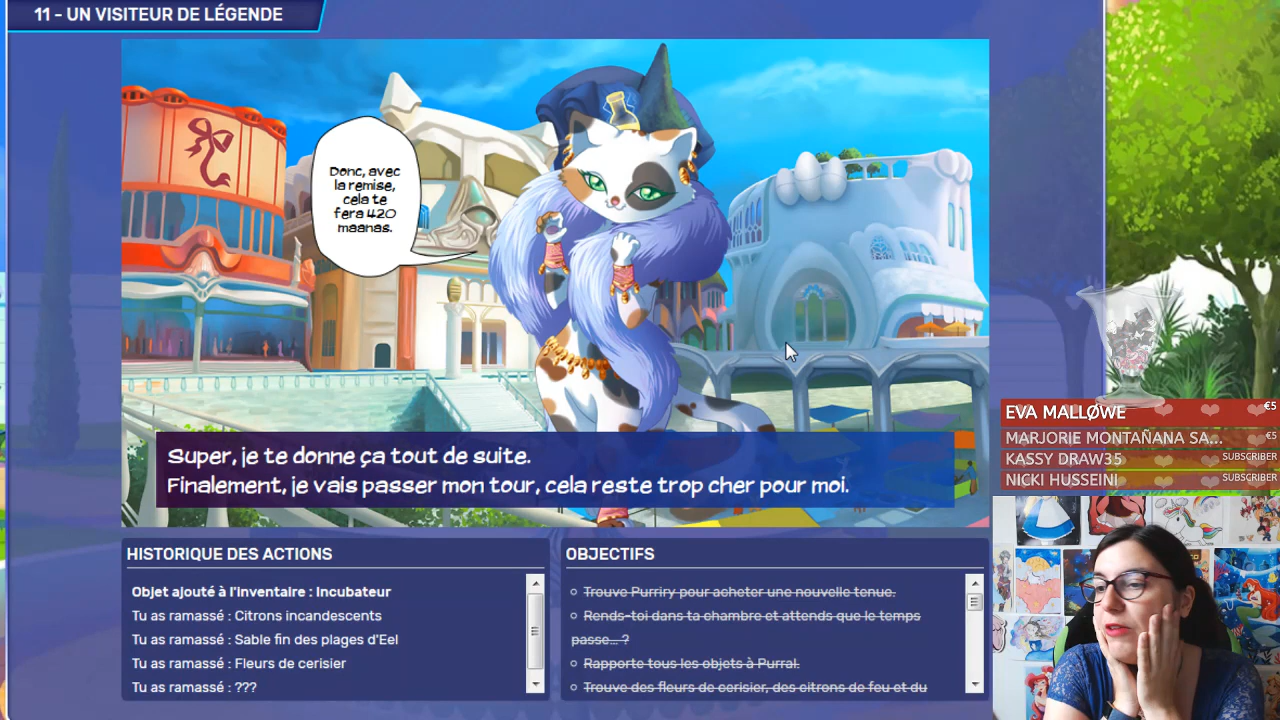 11 - UN VISITEUR DE LÉGENDE
Donc, avec
la remise,
cela te
fera 420
maanas.
Super, je te donne ça tout de suite.
Finalement, je vais passer mon tour, cela reste trop cher pour moi.
HISTORIQUE DES ACTIONS
Objet ajouté à l'inventaire : Incubateur
Tu as ramassé : Citrons incandescents
Tu as ramassé : Sable fin des plages d'Eel
Tu as ramassé : Fleurs de cerisier
Tu as ramassé : ???
OBJECTIFS
Trouve Purriry pour acheter une nouvelle tenue.
Rends-toi dans ta chambre et attends que le temps
passe... ?
Rapporte tous les objets à Purral.
Trouve des fleurs de cerisier, des citrons de feu et du
EVA MALLØWE €5
MARJORIE MONTAÑANA SA... €5
KASSY DRAW35 SUBSCRIBER
NICKI HUSSEINI SUBSCRIBER